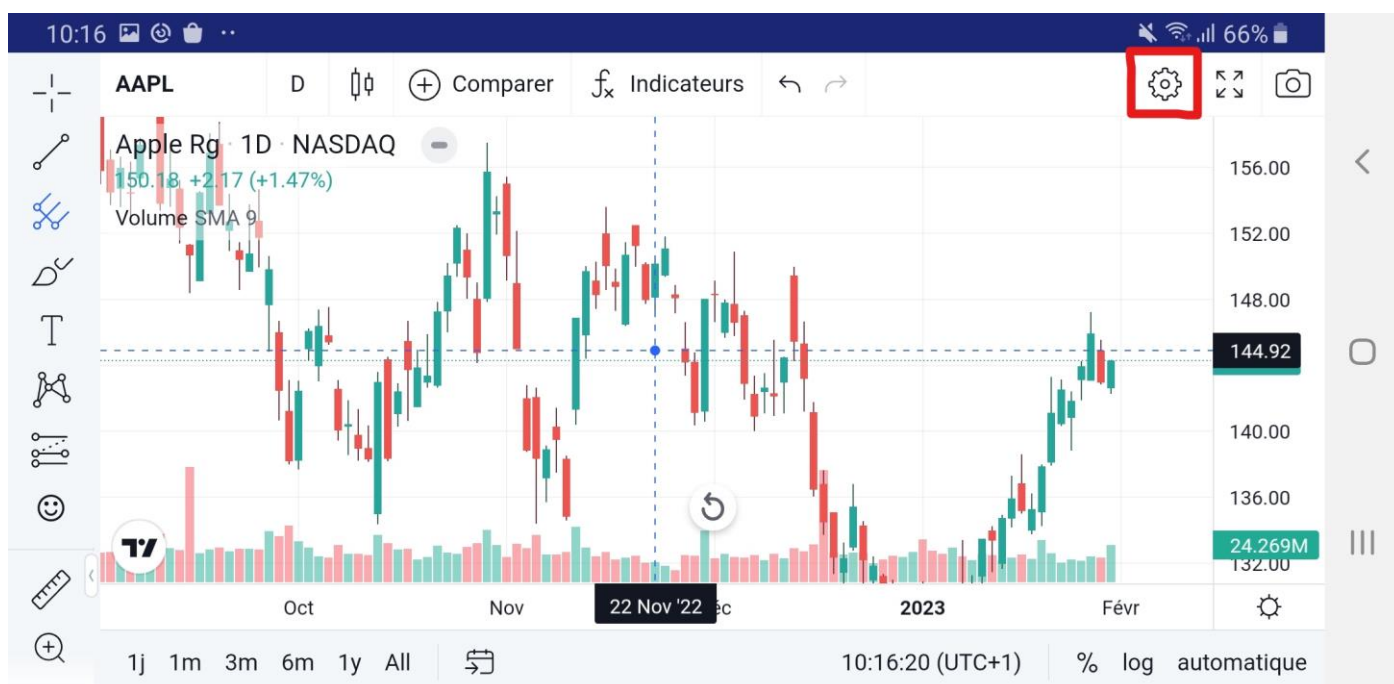 10:16 66%
AAPL D Comparer fx Indicateurs
Apple Rg · 1D · NASDAQ
150.18 +2.17 (+1.47%)
Volume SMA 9
156.00
152.00
148.00
144.92
140.00
136.00
24.269M
132.00
Oct Nov 22 Nov '22 éc 2023 Févr
1j 1m 3m 6m 1y All 10:16:20 (UTC+1) % log automatique